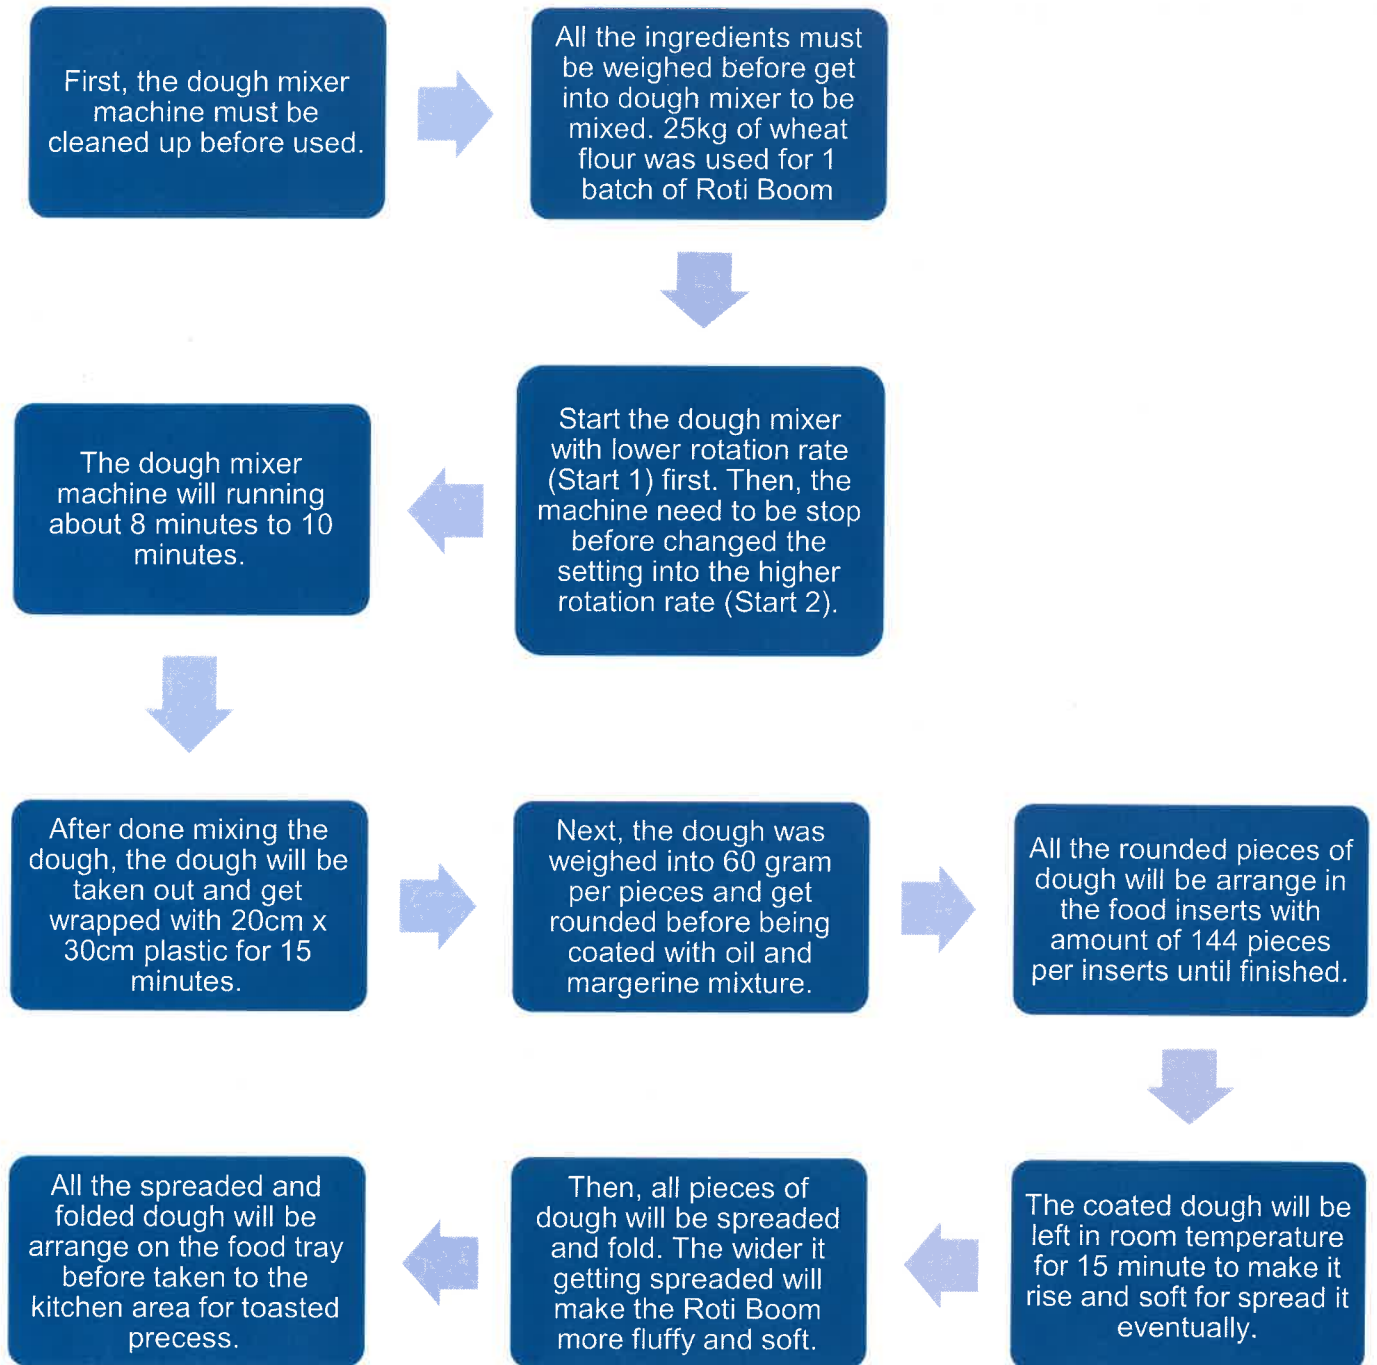 First, the dough mixer
machine must be
cleaned up before used.
All the ingredients must
be weighed before get
into dough mixer to be
mixed. 25kg of wheat
flour was used for 1
batch of Roti Boom
Start the dough mixer
with lower rotation rate
(Start 1) first. Then, the
machine need to be stop
before changed the
setting into the higher
rotation rate (Start 2).
The dough mixer
machine will running
about 8 minutes to 10
minutes.
After done mixing the
dough, the dough will be
taken out and get
wrapped with 20cm x
30cm plastic for 15
minutes.
Next, the dough was
weighed into 60 gram
per pieces and get
rounded before being
coated with oil and
margerine mixture.
All the rounded pieces of
dough will be arrange in
the food inserts with
amount of 144 pieces
per inserts until finished.
The coated dough will be
left in room temperature
for 15 minute to make it
rise and soft for spread it
eventually.
Then, all pieces of
dough will be spreaded
and fold. The wider it
getting spreaded will
make the Roti Boom
more fluffy and soft.
All the spreaded and
folded dough will be
arrange on the food tray
before taken to the
kitchen area for toasted
precess.